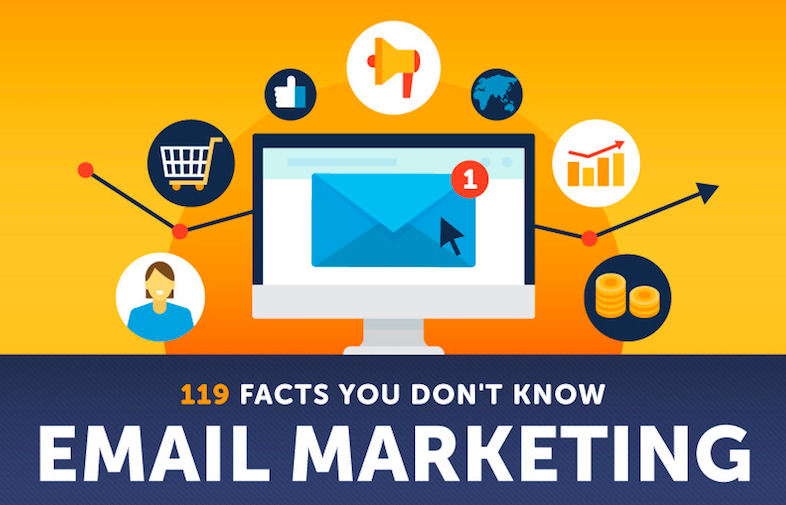 1
119 FACTS YOU DON'T KNOW
EMAIL MARKETING